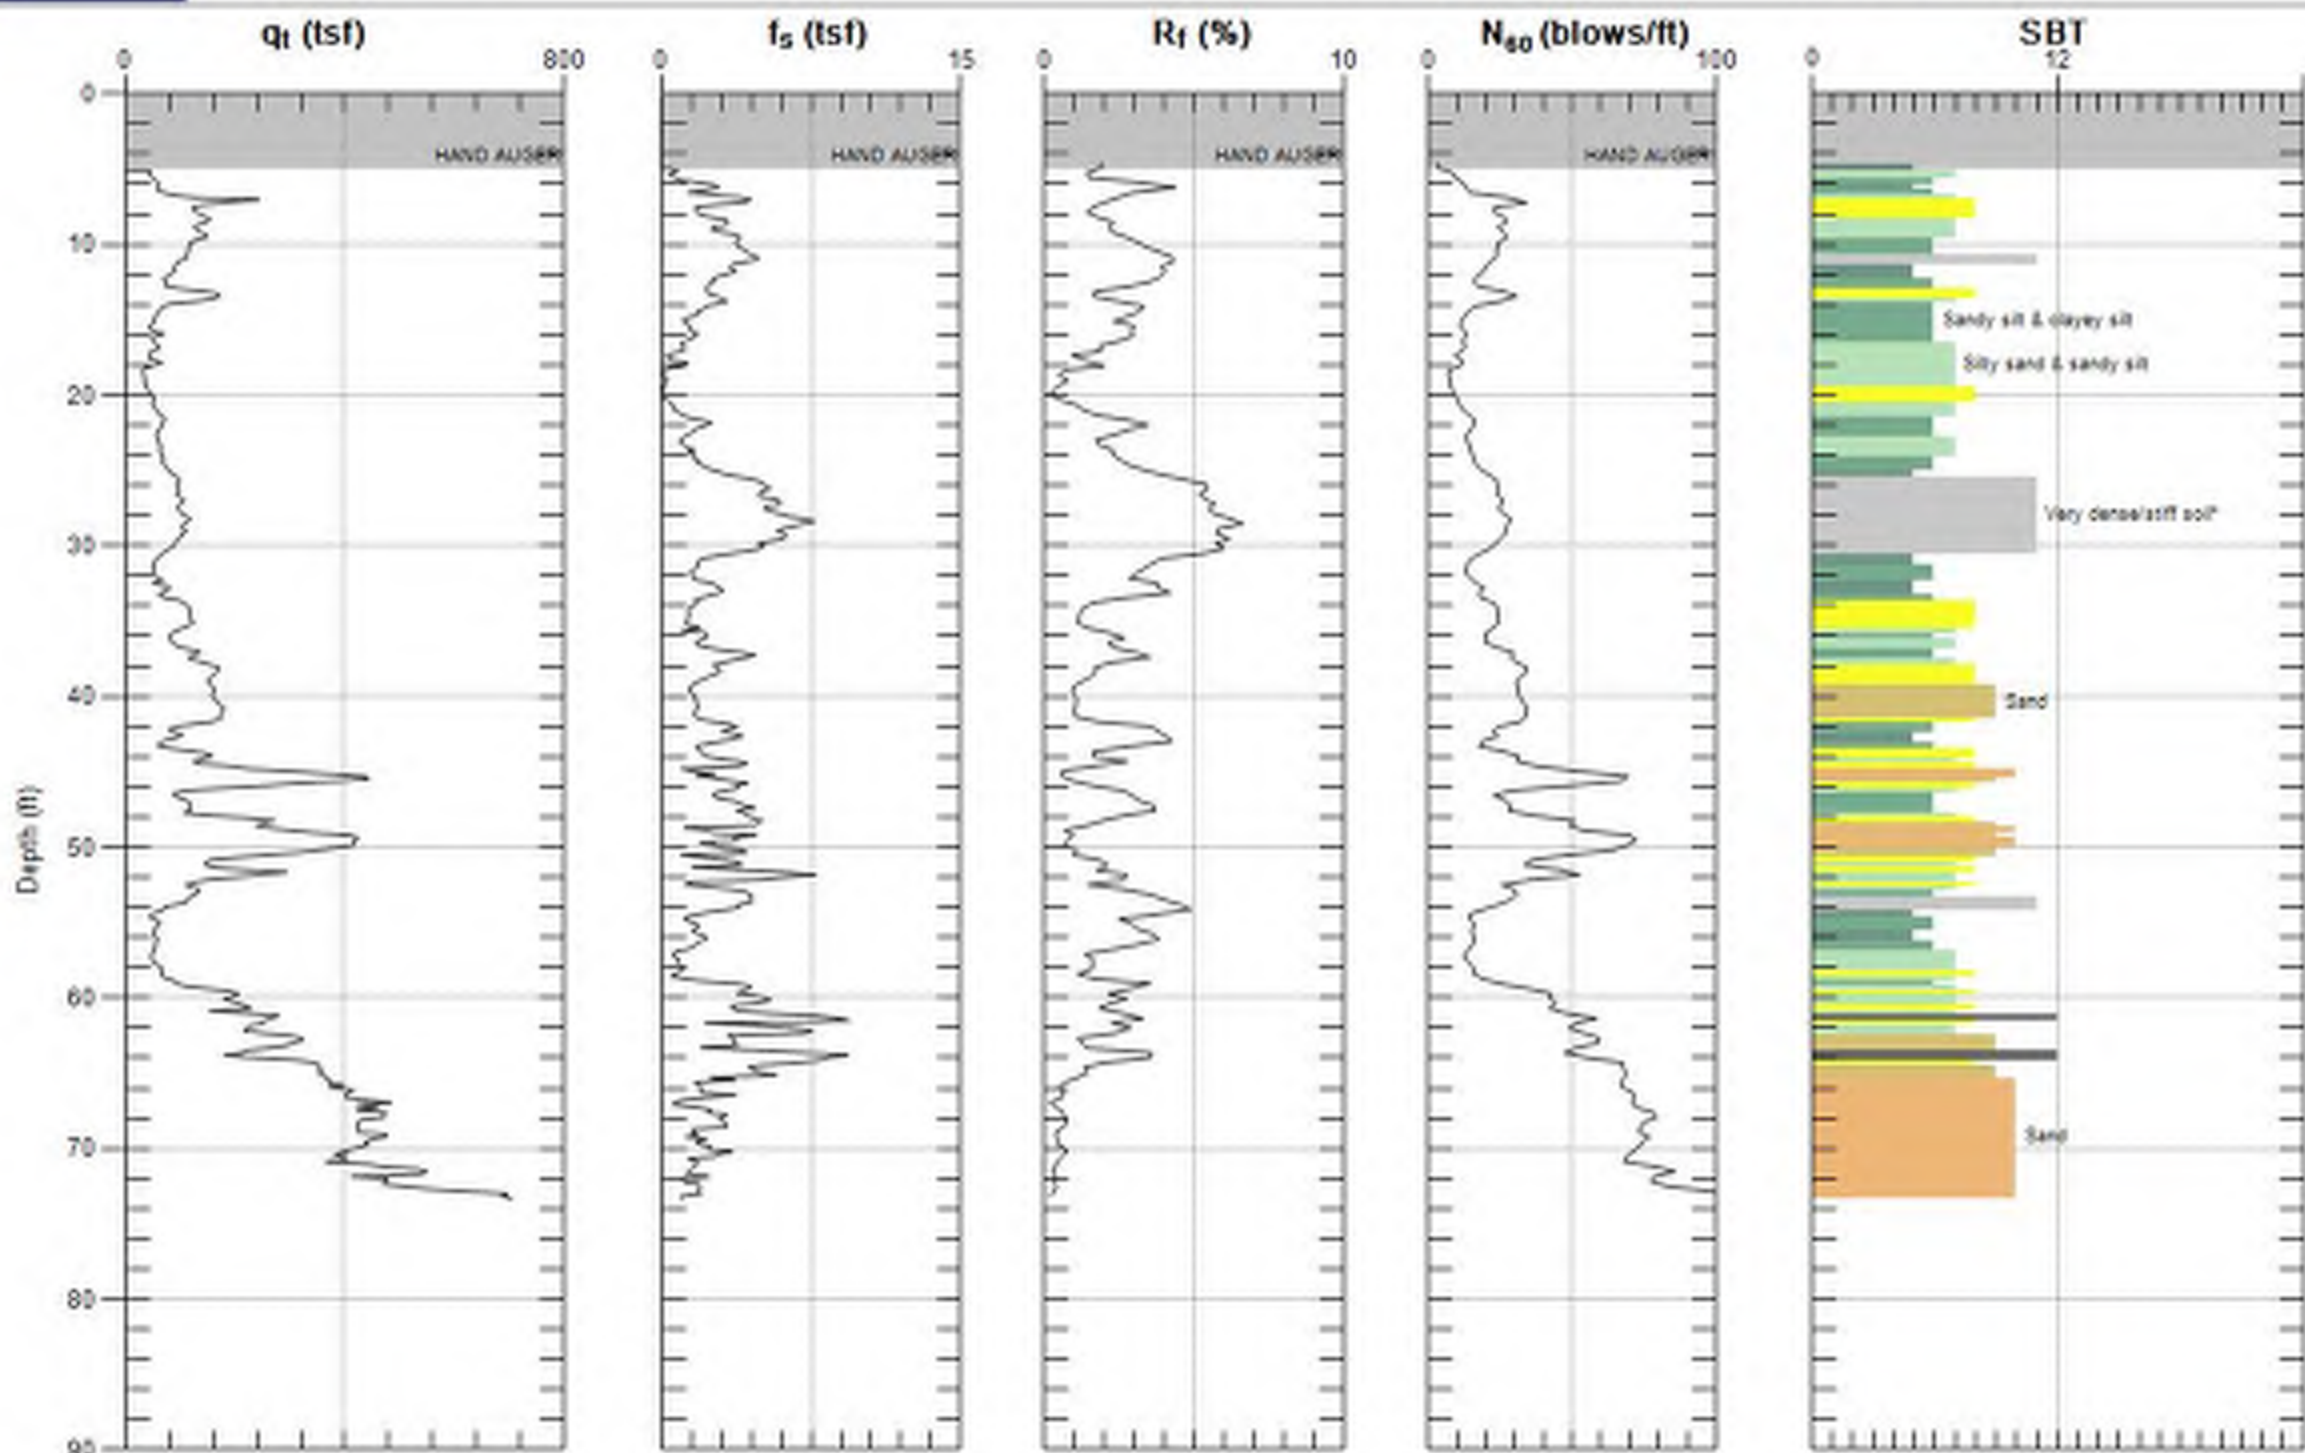 qt (tsf) fs (tsf) Rf (%) N60 (blows/ft) SBT
0 800 0 15 0 10 0 100 0 12
0
HAND AUGER HAND AUGER HAND AUGER HAND AUGER
10
Sandy silt & clayey silt
Silty sand & sandy silt
20
Very dense/stiff soil*
30
40
Sand
Depth (ft)
50
60
70
Sand
80
90